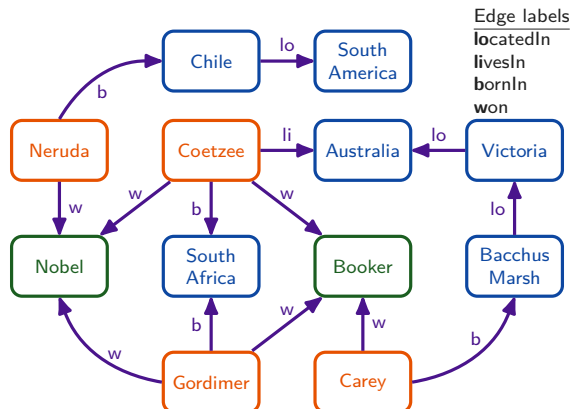 Edge labels
locatedIn
livesIn
bornIn
won
Chile
lo
South
America
b
Neruda
Coetzee
li
Australia
lo
Victoria
w
w
b
w
lo
Nobel
South
Africa
Booker
Bacchus
Marsh
w
b
w
w
b
Gordimer
Carey